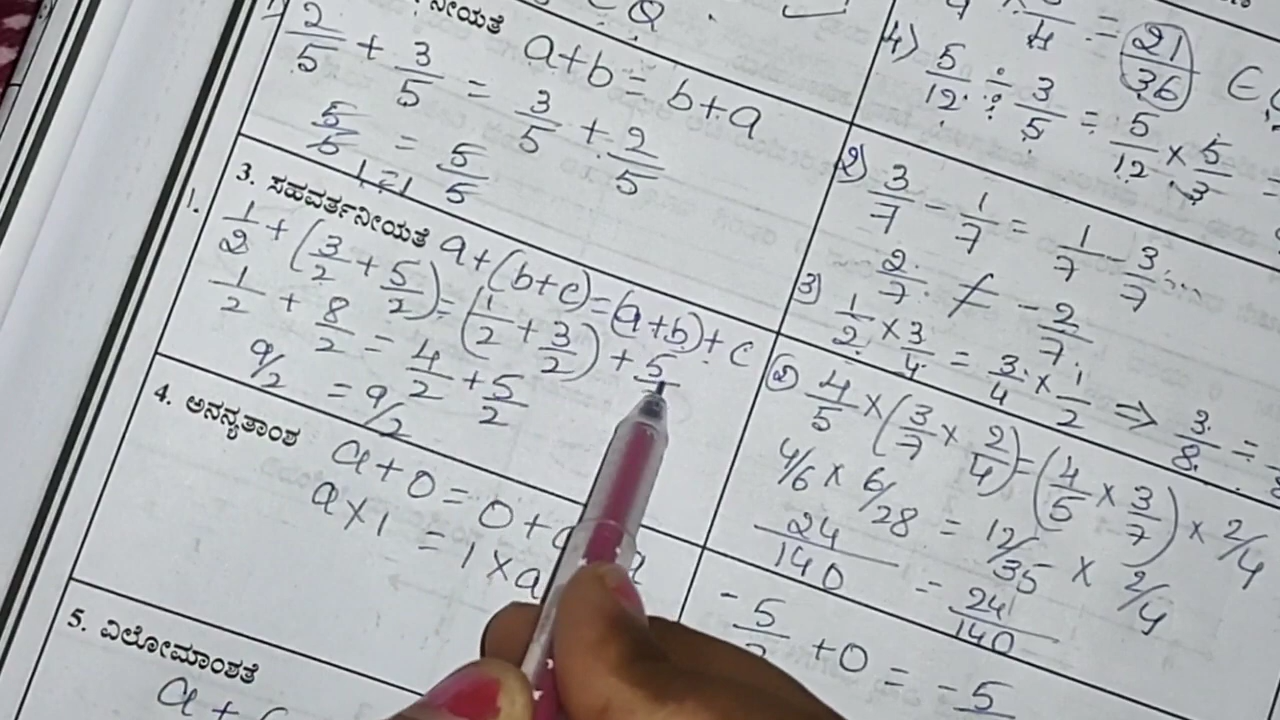 a+b = b+a
2/5 + 3/5 = 3/5 + 2/5
5/5 = 5/5
1=1
3. ಸಹವರ್ತನೀಯತೆ a+(b+c)=(a+b)+c
1. 1/2 + (3/2 + 5/2) = (1/2 + 3/2) + 5
1/2 + 8/2 = 4/2 + 5/2
9/2 = 9/2
4. ಅನನ್ಯತಾಂಶ a+0=0+
a×1 = 1×a
5. ವಿಲೋಮಾಂಶತೆ
a+
= 21/36
4) 5/12 ÷ 3/5 = 5/12 × 5/3 =
2) 3/7 - 1/7 = 1/7 - 3/7
2/7 ≠ -2/7
3) 1/2 × 3/4 = 3/4 × 1/2 ⇒ 3/8 =
2) 4/5 × (3/7 × 2/4) = (4/5 × 3/7) × 2/4
4/6 × 6/28 = 12/35 × 2/4
24/140 = 24/140
-5 +0 = -5